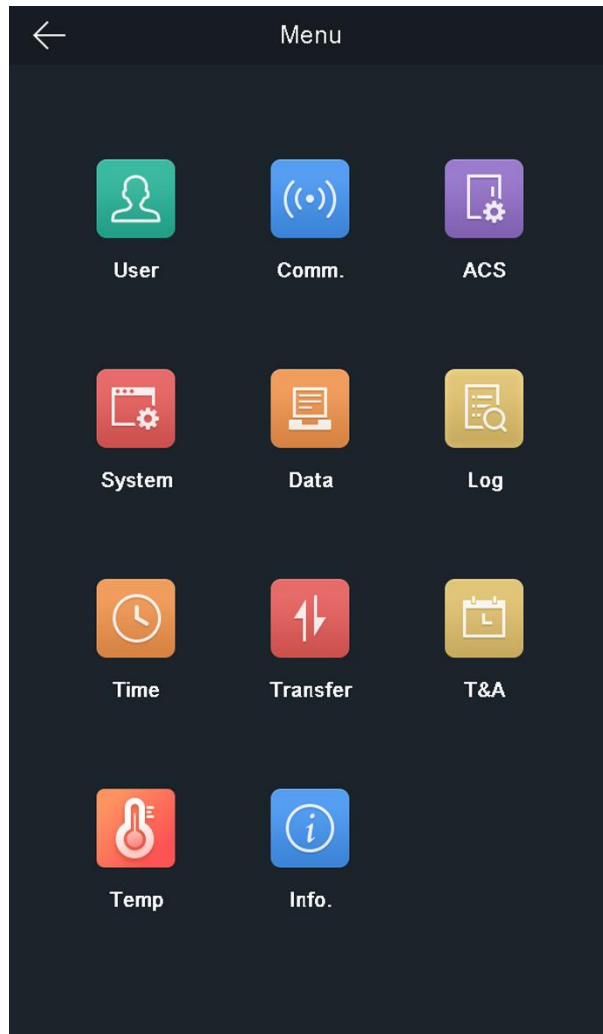 Menu
User
Comm.
ACS
System
Data
Log
Time
Transfer
T&A
Temp
Info.